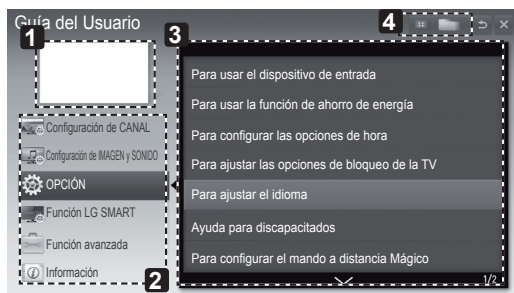 Guía del Usuario
1
3
4
Configuración de CANAL
Configuración de IMAGEN y SONIDO
OPCIÓN
Función LG SMART
Función avanzada
Información
2
Para usar el dispositivo de entrada
Para usar la función de ahorro de energía
Para configurar las opciones de hora
Para ajustar las opciones de bloqueo de la TV
Para ajustar el idioma
Ayuda para discapacitados
Para configurar el mando a distancia Mágico
1/2